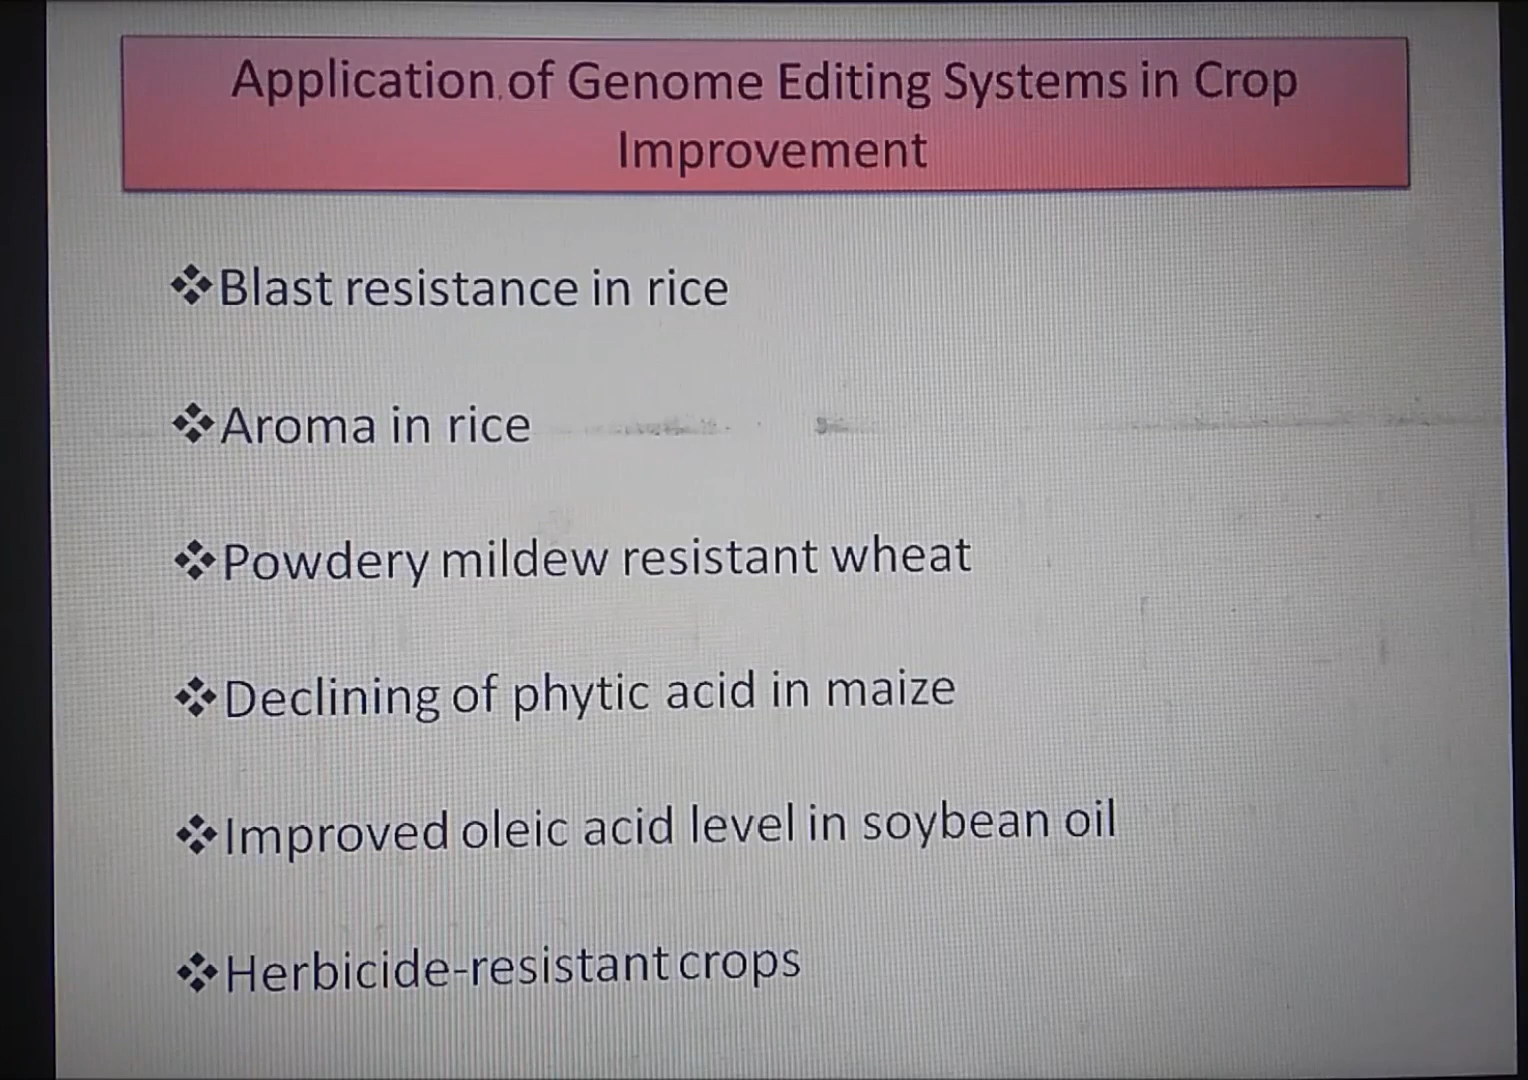 Application of Genome Editing Systems in Crop
Improvement
❖Blast resistance in rice
❖Aroma in rice
❖Powdery mildew resistant wheat
❖Declining of phytic acid in maize
❖Improved oleic acid level in soybean oil
❖Herbicide-resistant crops